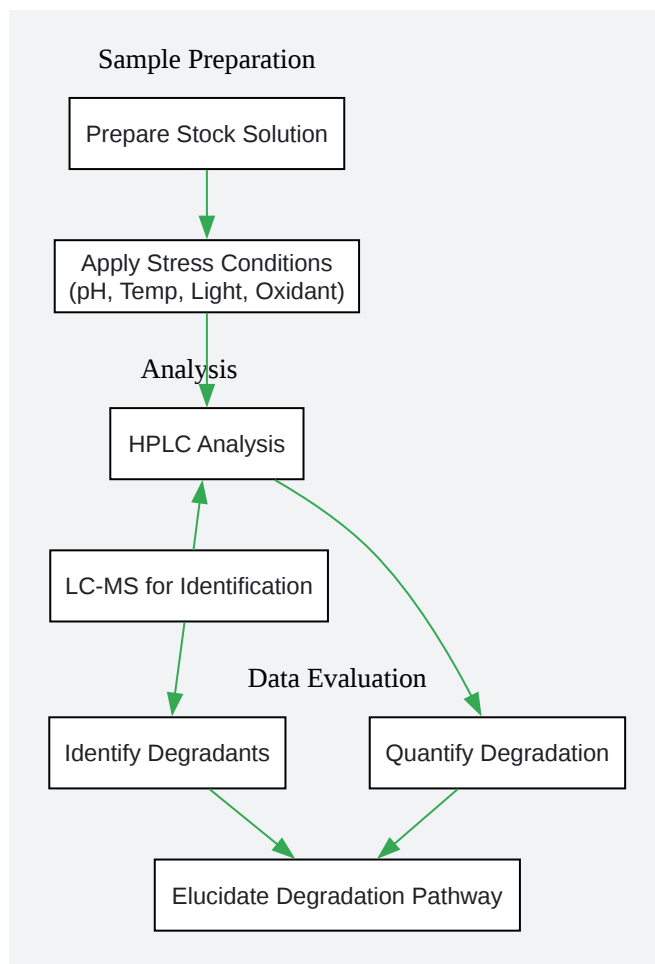 Sample Preparation
Prepare Stock Solution
Apply Stress Conditions
(pH, Temp, Light, Oxidant)
Analysis
HPLC Analysis
LC-MS for Identification
Data Evaluation
Identify Degradants
Quantify Degradation
Elucidate Degradation Pathway